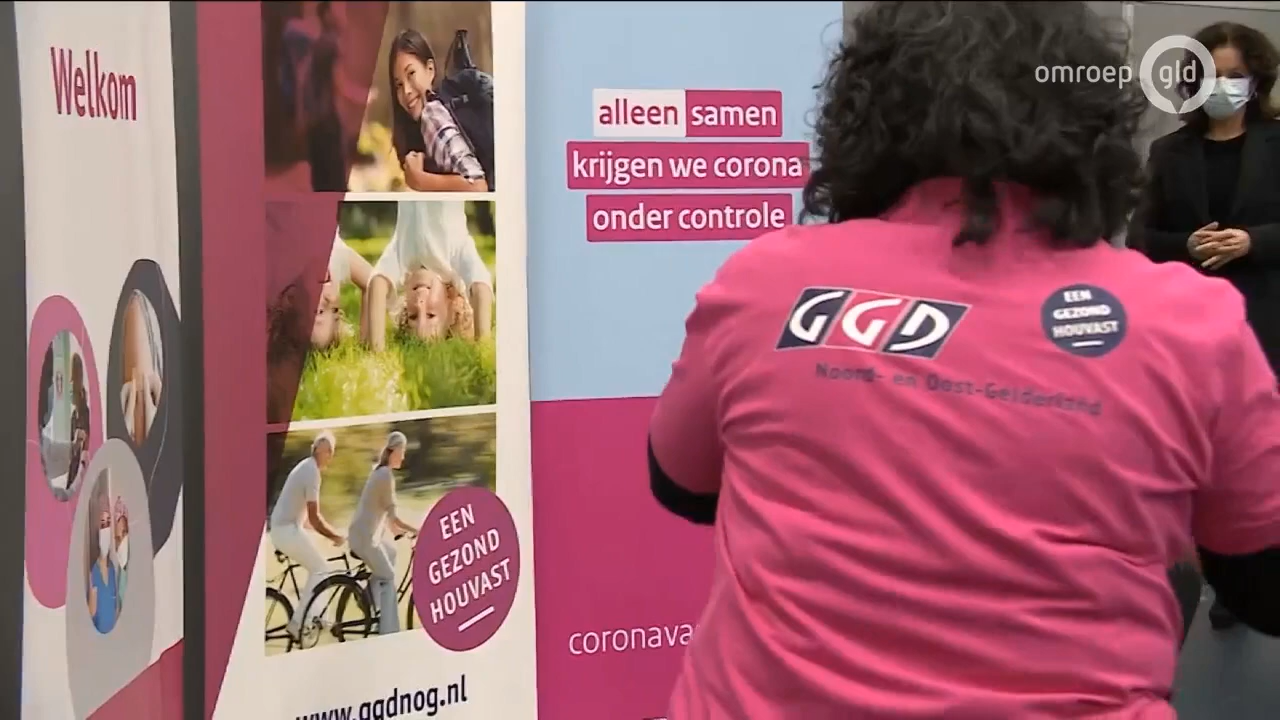 Welkom
alleen samen
krijgen we corona
onder controle
coronava
EEN
GEZOND
HOUVAST
www.ggdnog.nl
omroep gld
GGD
Noord- en Oost-Gelderland
EEN
GEZOND
HOUVAST